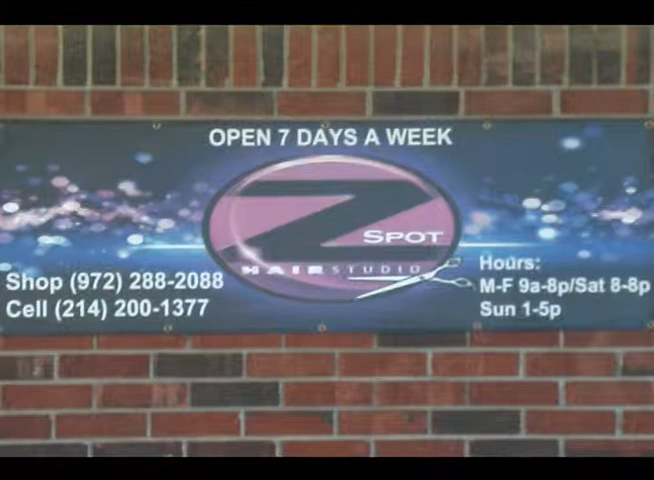 OPEN 7 DAYS A WEEK
Z SPOT
HAIR STUDIO
Shop (972) 288-2088
Cell (214) 200-1377
Hours:
M-F 9a-8p/Sat 8-8p
Sun 1-5p